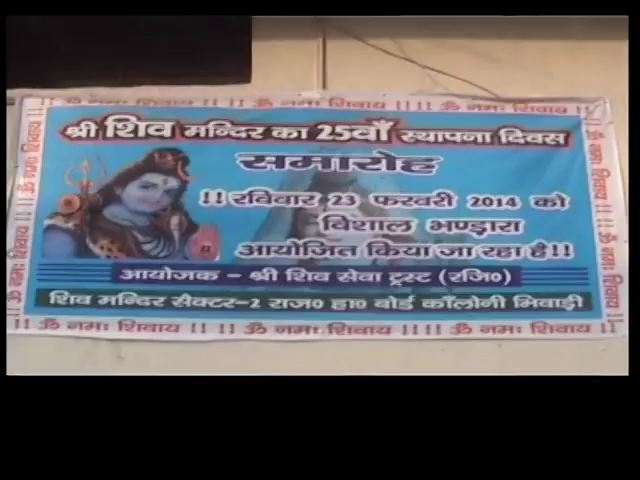 !! ॐ नमः शिवाय !! !! ॐ नमः शिवाय !! !! ॐ नमः शिवाय
श्री शिव मन्दिर का 25वाँ स्थापना दिवस
समारोह
!! रविवार 23 फरवरी 2014 को
विशाल भण्डारा
आयोजित किया जा रहा है!!
आयोजक - श्री शिव सेवा ट्रस्ट (रजि०)
शिव मन्दिर सैक्टर-2 राज० हा० बोर्ड कॉलोनी भिवाड़ी
!! ॐ नमः शिवाय !! !! ॐ नमः शिवाय !! !! ॐ नमः शिवाय !! !! ॐ नमः शिवाय